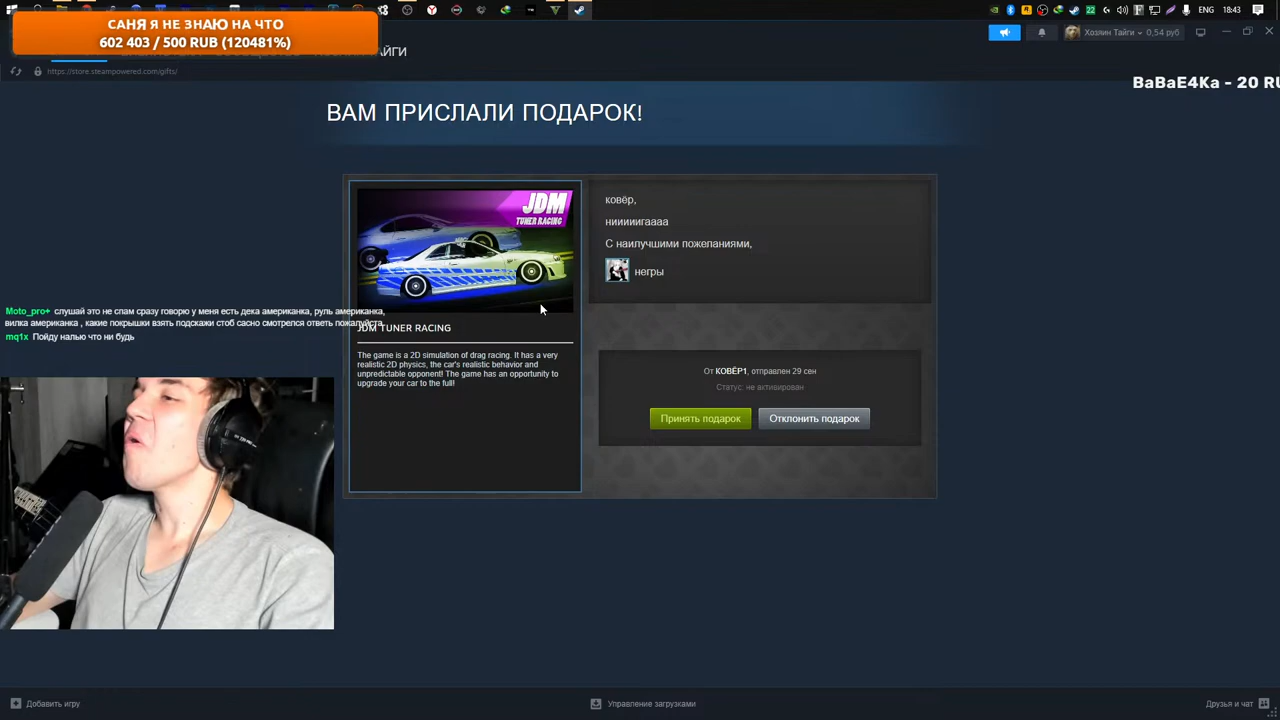 САНЯ Я НЕ ЗНАЮ НА ЧТО
602 403 / 500 RUB (120481%)
ENG
18:43
Хозяин Тайги
0,54 руб
https://store.steampowered.com/gifts/
BaBaE4Ka - 20 RU
ВАМ ПРИСЛАЛИ ПОДАРОК!
JDM
TUNER RACING
ковёр,
нииииигаааа
С наилучшими пожеланиями,
негры
Moto_pro+ слушай это не спам сразу говорю у меня есть дека американка, руль американка,
вилка американка , какие покрышки взять подскажи стоб сасно смотрелся ответь пожалуйста
mq1x Пойду налью что ни будь
JDM TUNER RACING
The game is a 2D simulation of drag racing. It has a very
realistic 2D physics, the car's realistic behavior and
unpredictable opponent! The game has an opportunity to
upgrade your car to the full!
От КОВЁР1, отправлен 29 сен
Статус: не активирован
Принять подарок
Отклонить подарок
Добавить игру
Управление загрузками
Друзья и чат